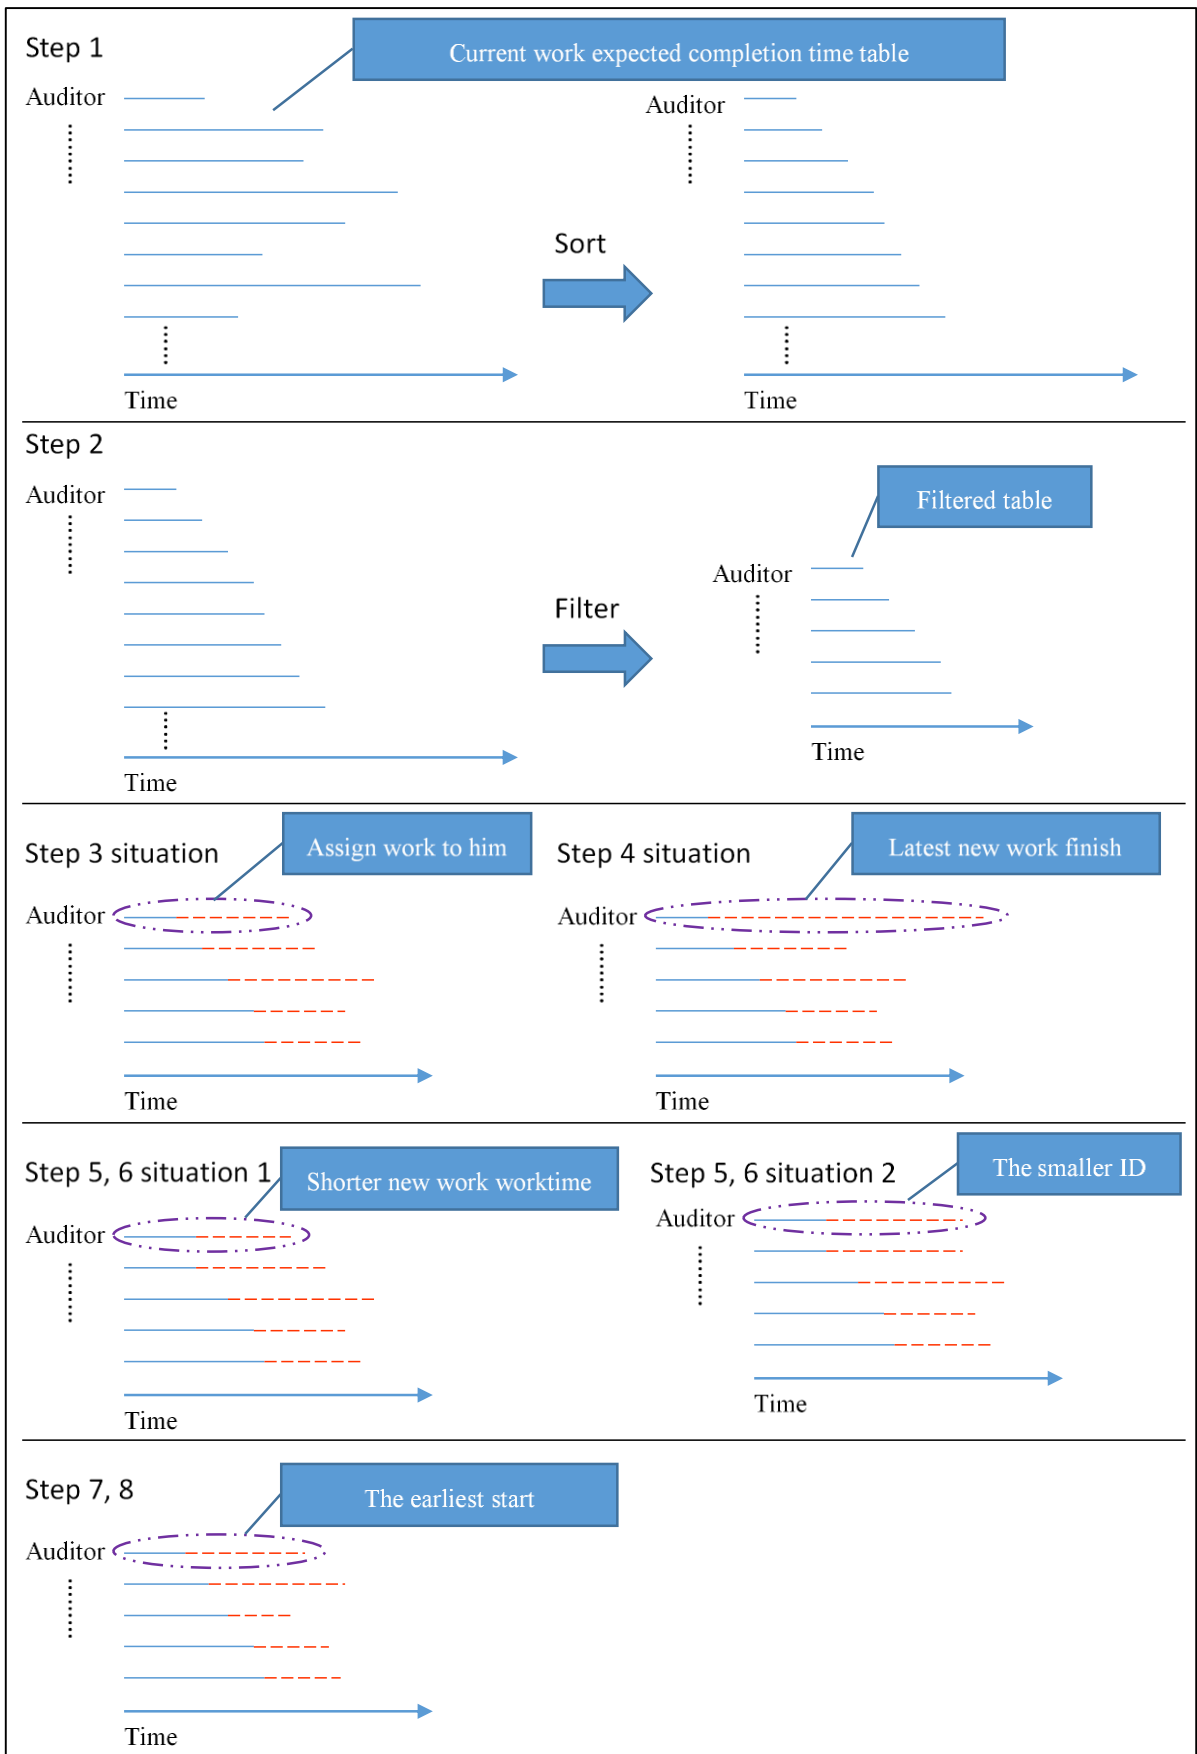 Step 1
Current work expected completion time table
Auditor
Auditor
Sort
Time
Time
Step 2
Auditor
Filtered table
Auditor
Filter
Time
Time
Step 3 situation
Assign work to him
Step 4 situation
Latest new work finish
Auditor
Auditor
Time
Time
Step 5, 6 situation 1
Shorter new work worktime
Step 5, 6 situation 2
The smaller ID
Auditor
Auditor
Time
Time
Step 7, 8
The earliest start
Auditor
Time